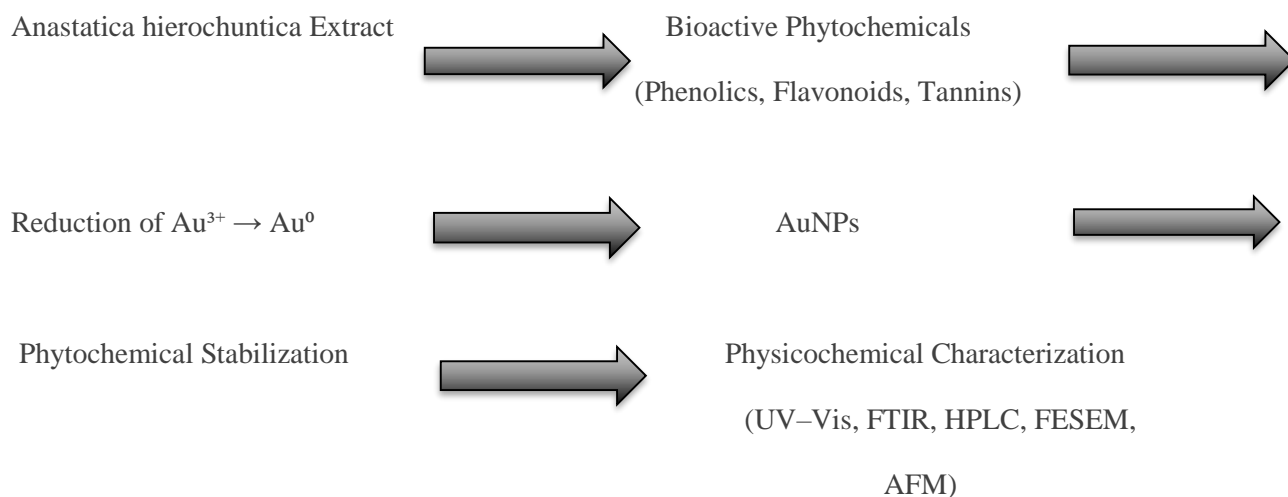 Anastatica hierochuntica Extract
Bioactive Phytochemicals
(Phenolics, Flavonoids, Tannins)
Reduction of Au³⁺ → Au⁰
AuNPs
Phytochemical Stabilization
Physicochemical Characterization
(UV–Vis, FTIR, HPLC, FESEM,
AFM)